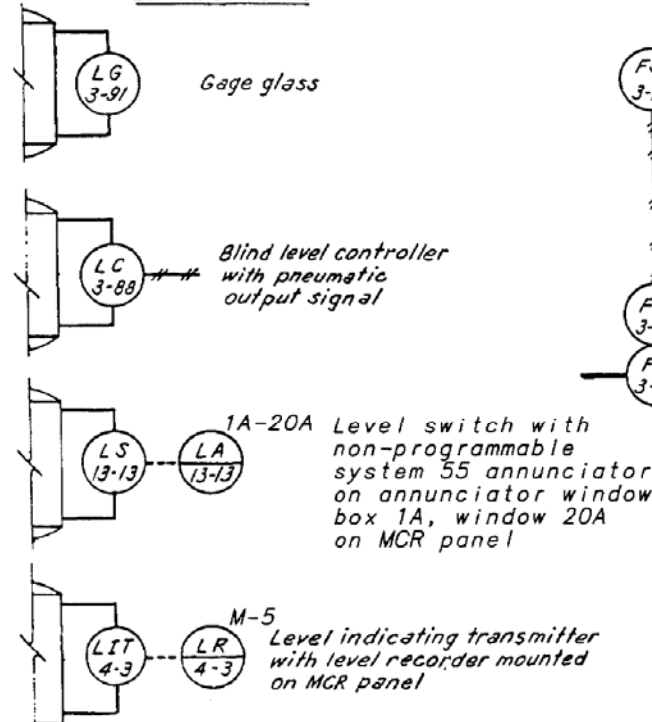 LG
3-91
Gage glass
LC
3-88
Blind level controller
with pneumatic
output signal
LS
13-13
LA
13-13
1A-20A
Level switch with
non-programmable
system 55 annunciator
on annunciator window
box 1A, window 20A
on MCR panel
LIT
4-3
LR
4-3
M-5
Level indicating transmitter
with level recorder mounted
on MCR panel